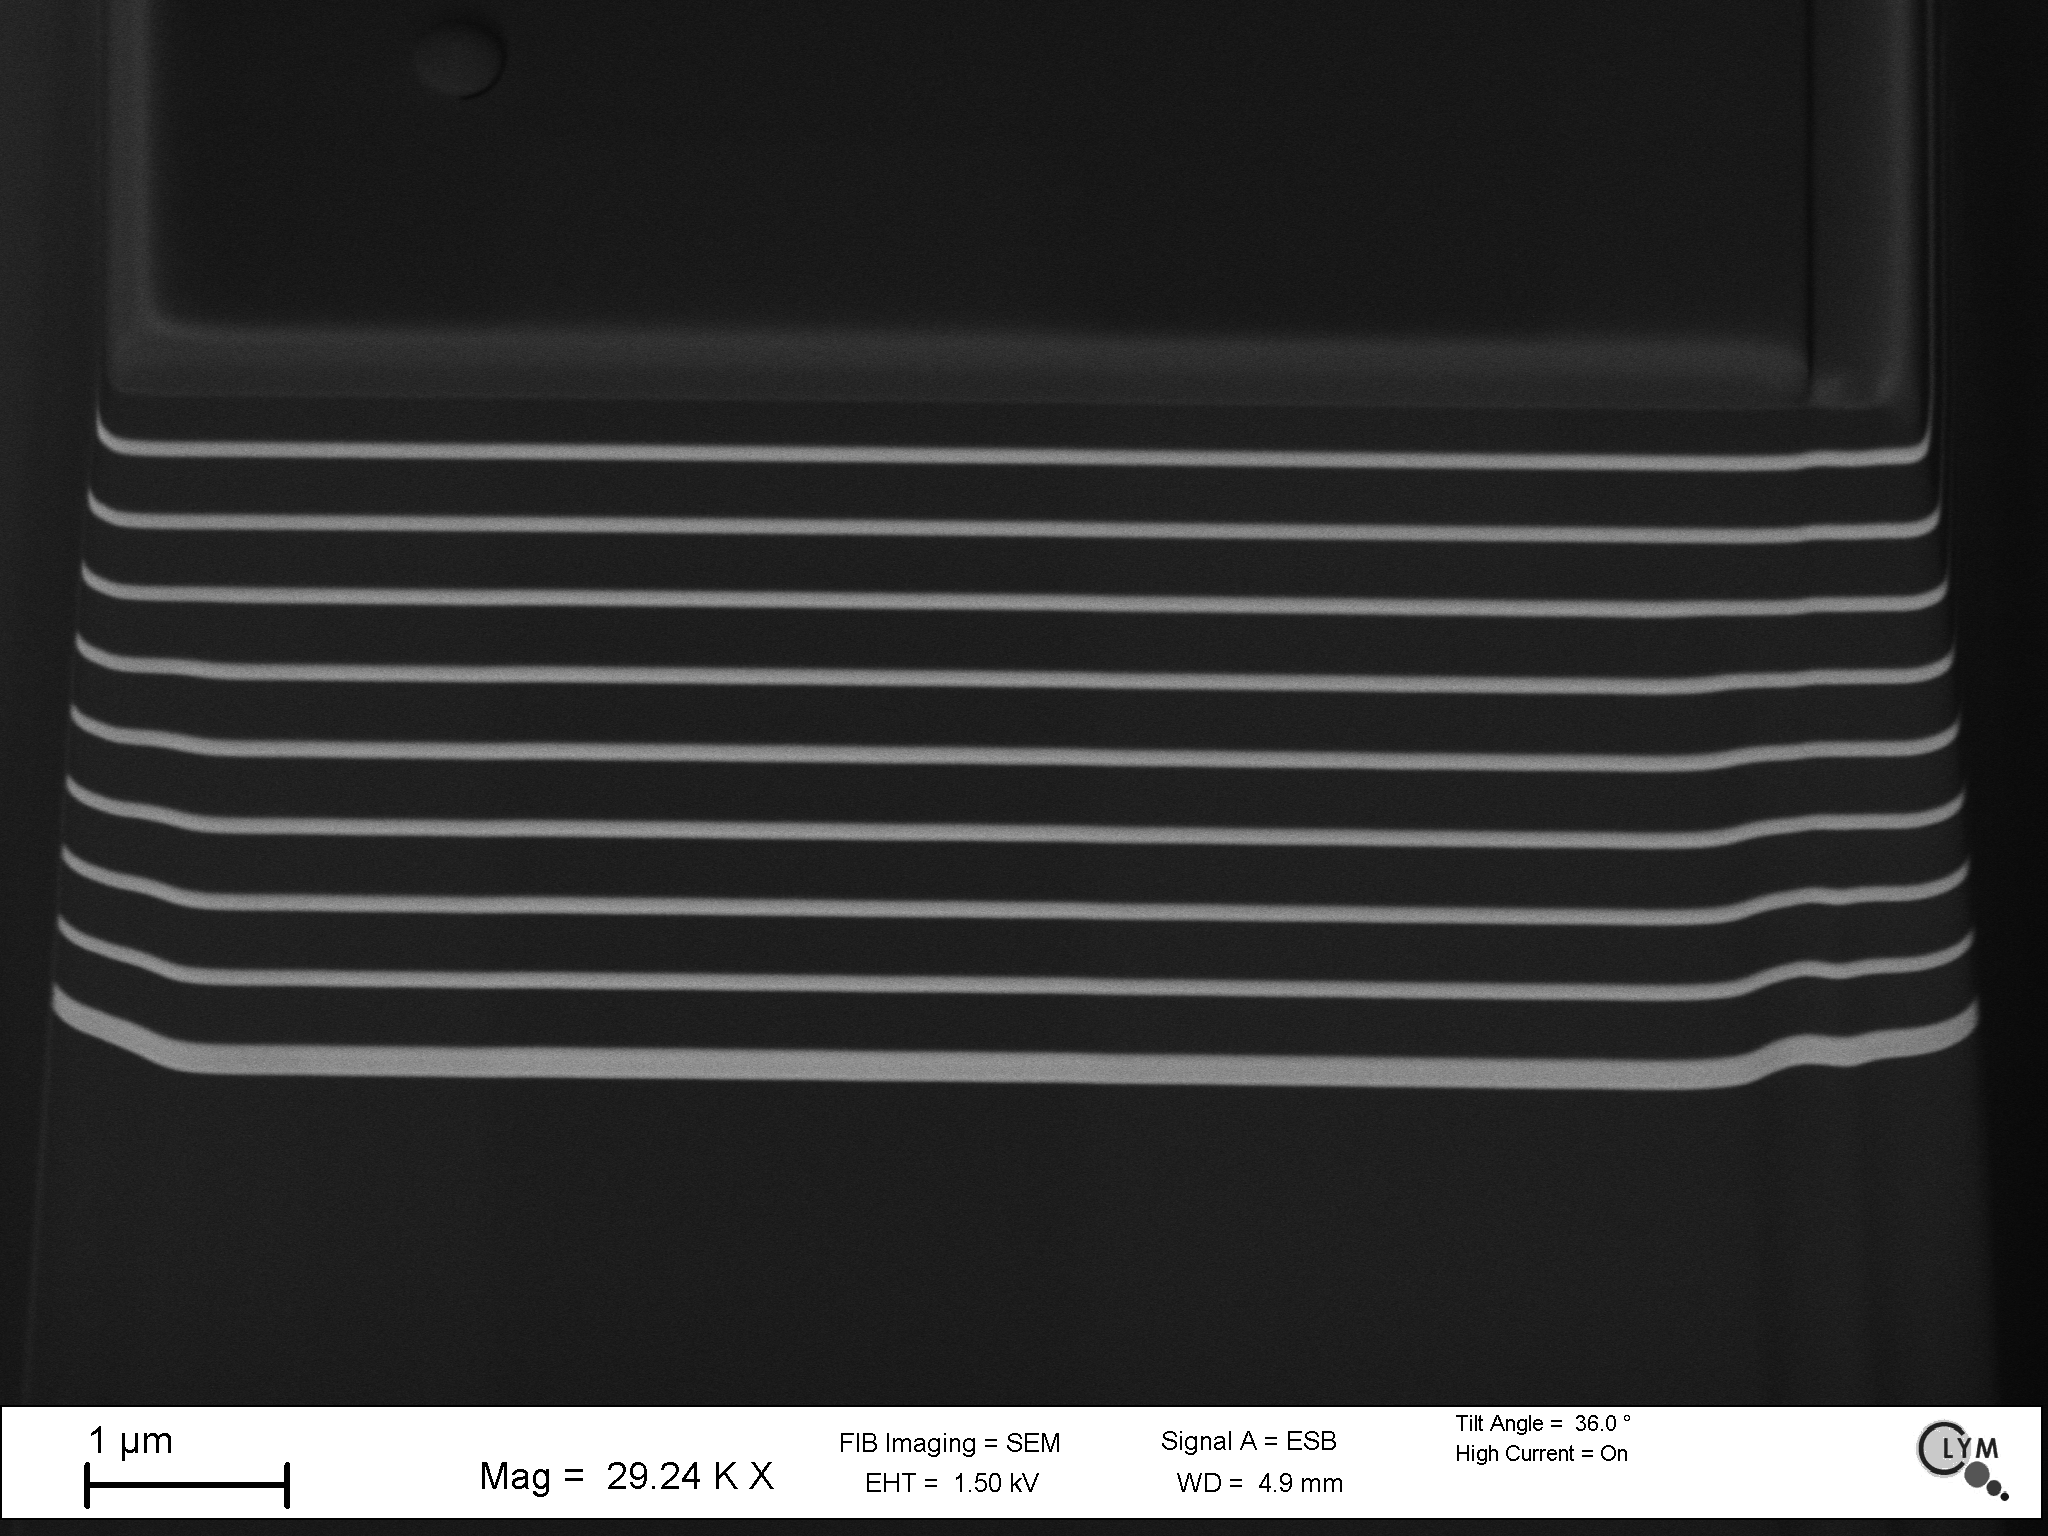 1 µm
Mag =  29.24 K X
FIB Imaging = SEM
EHT =  1.50 kV
Signal A = ESB
WD =  4.9 mm
Tilt Angle =  36.0 °
High Current = On
CLYM